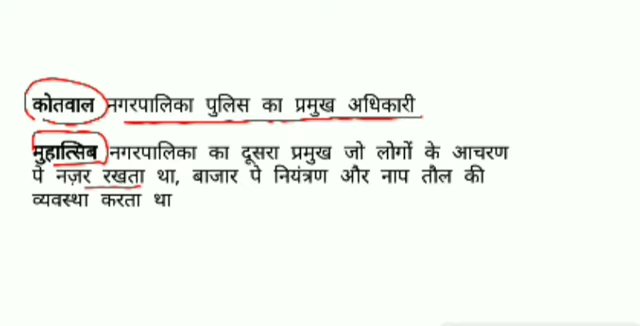 कोतवाल नगरपालिका पुलिस का प्रमुख अधिकारी
मुहात्सिब नगरपालिका का दूसरा प्रमुख जो लोगों के आचरण
पे नज़र रखता था, बाजार पे नियंत्रण और नाप तौल की
व्यवस्था करता था